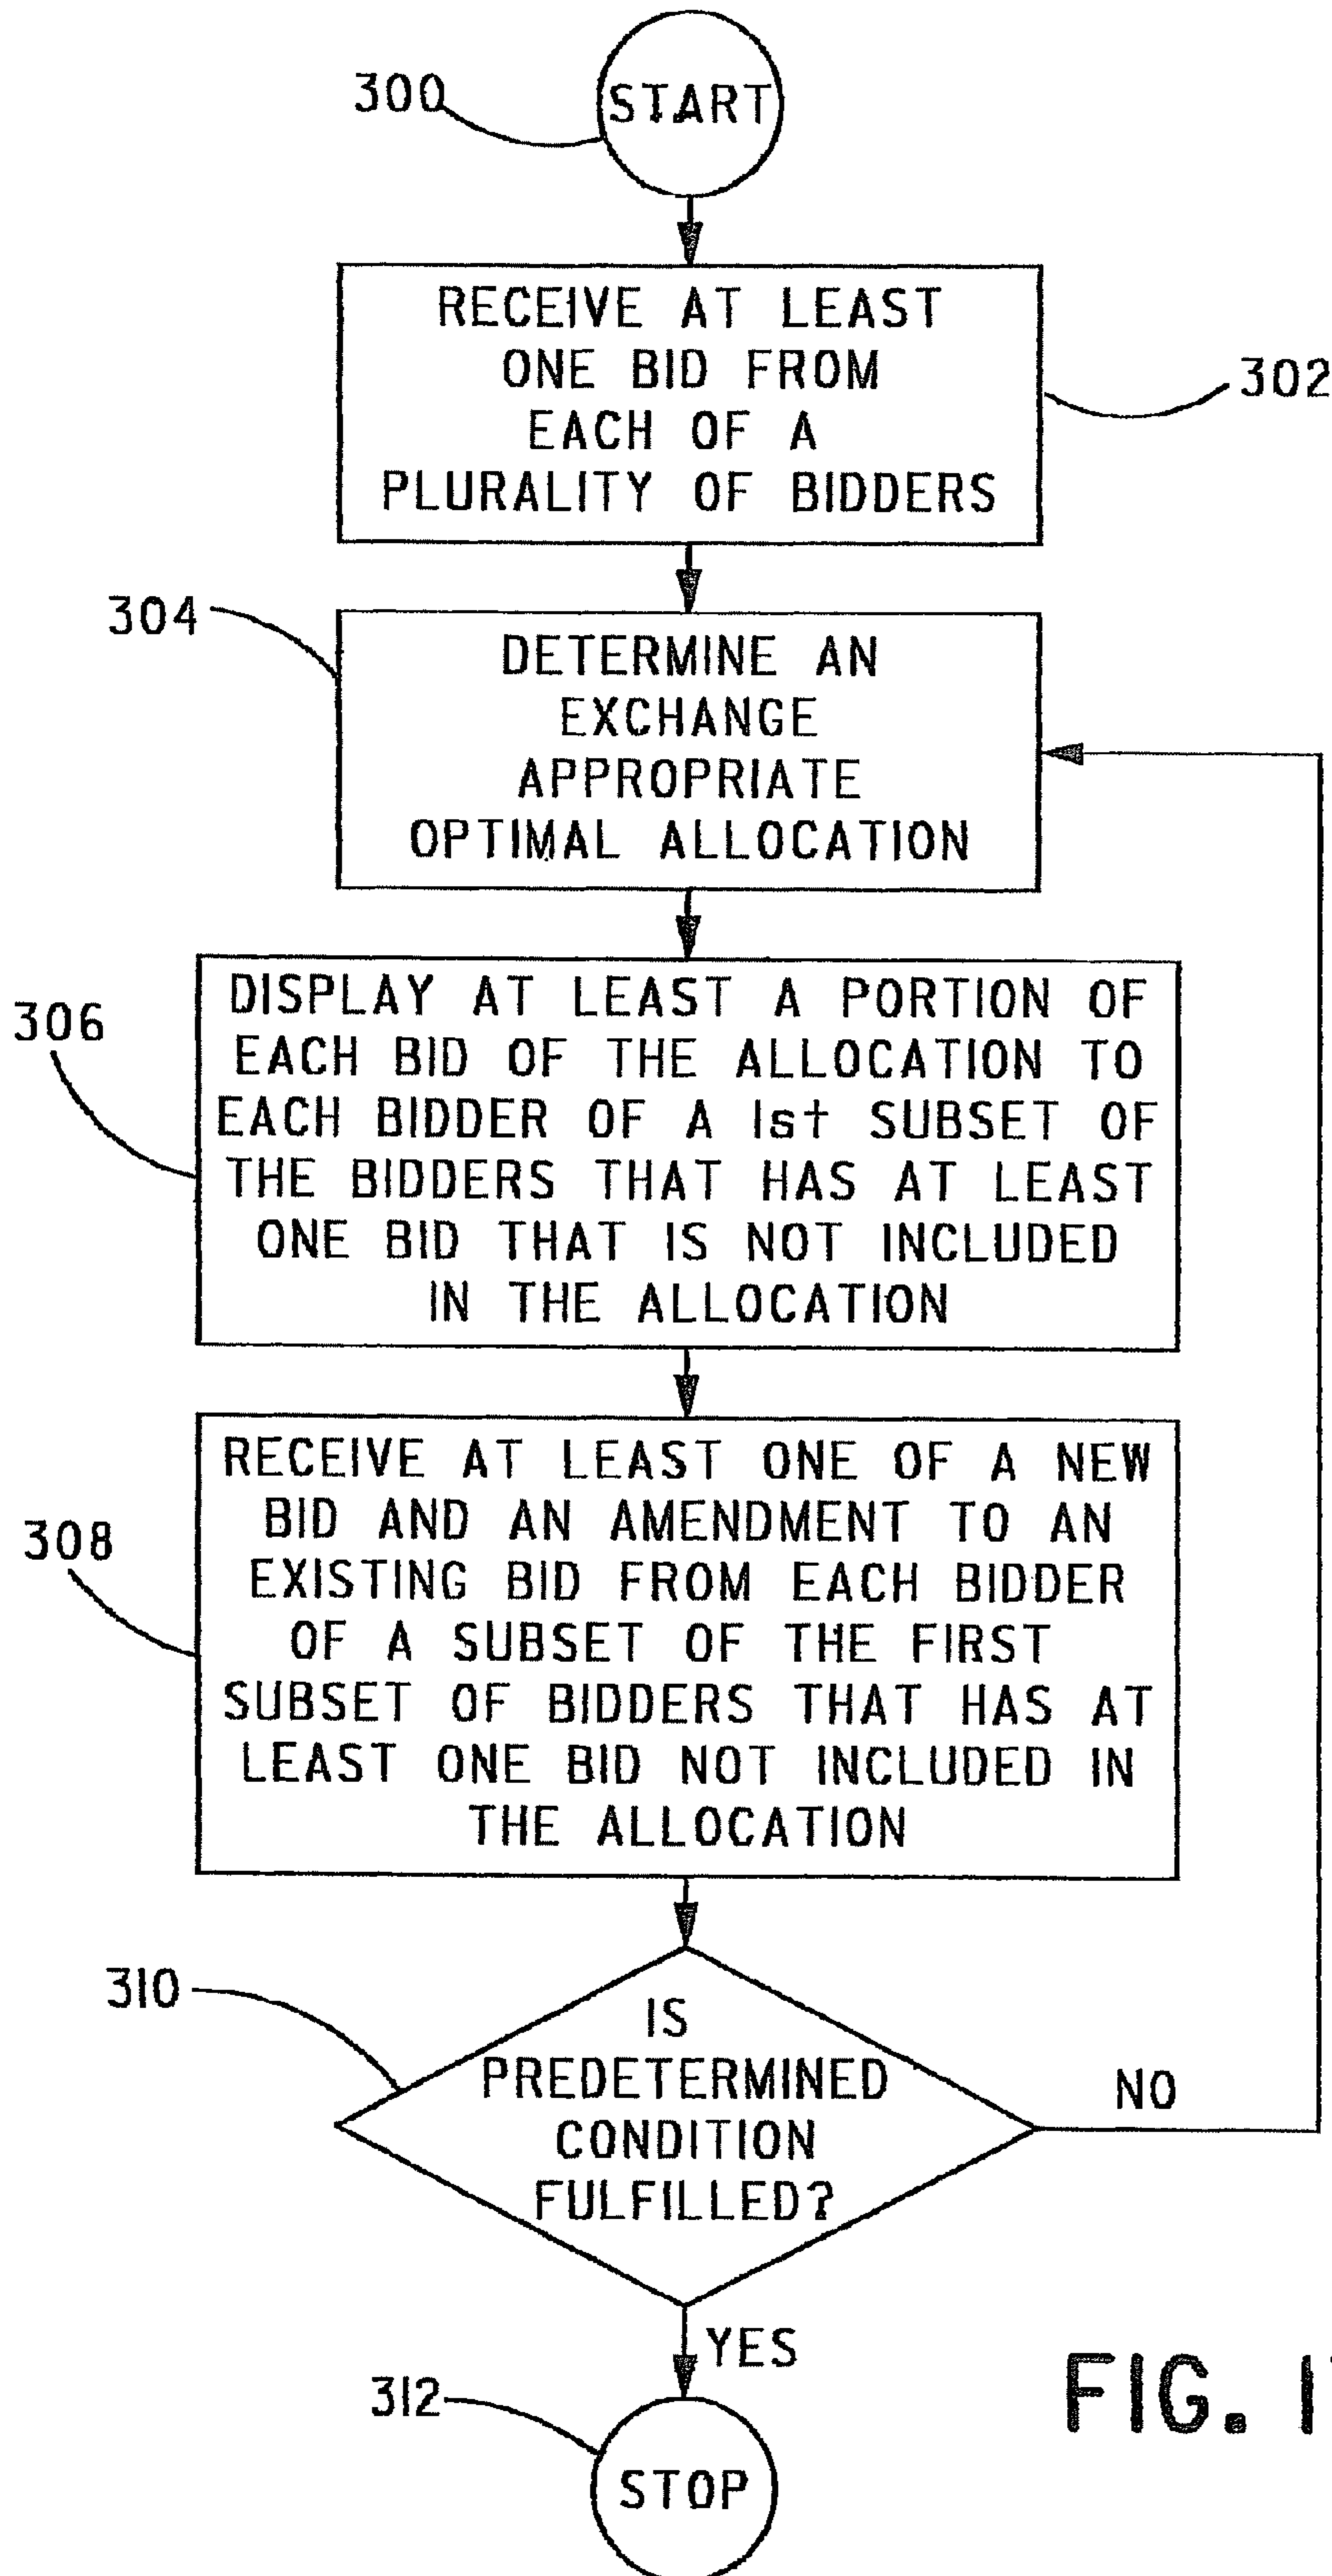 300
START
RECEIVE AT LEAST
ONE BID FROM
EACH OF A
PLURALITY OF BIDDERS
302
304
DETERMINE AN
EXCHANGE
APPROPRIATE
OPTIMAL ALLOCATION
306
DISPLAY AT LEAST A PORTION OF
EACH BID OF THE ALLOCATION TO
EACH BIDDER OF A 1st SUBSET OF
THE BIDDERS THAT HAS AT LEAST
ONE BID THAT IS NOT INCLUDED
IN THE ALLOCATION
308
RECEIVE AT LEAST ONE OF A NEW
BID AND AN AMENDMENT TO AN
EXISTING BID FROM EACH BIDDER
OF A SUBSET OF THE FIRST
SUBSET OF BIDDERS THAT HAS AT
LEAST ONE BID NOT INCLUDED IN
THE ALLOCATION
310
IS
PREDETERMINED
CONDITION
FULFILLED?
NO
YES
312
STOP
FIG.